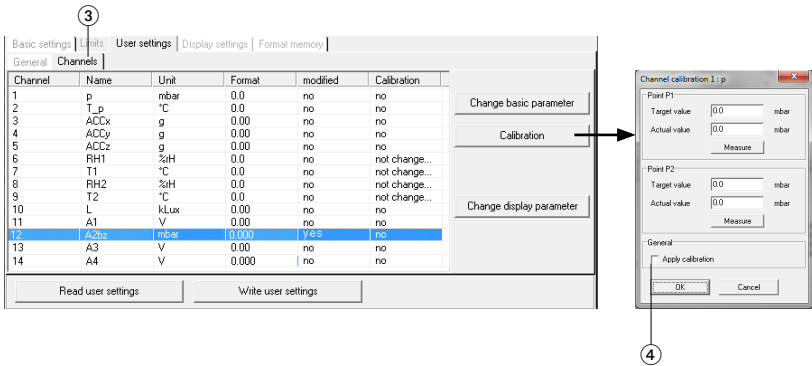 3
Basic settings Limits User settings Display settings Format memory
General Channels
Channel Name Unit Format modified Calibration
1 p mbar 0.0 no no
2 T_p °C 0.0 no no
3 ACCx g 0.00 no no
4 ACCy g 0.00 no no
5 ACCz g 0.00 no no
6 RH1 %rH 0.0 no not change...
7 T1 °C 0.0 no not change...
8 RH2 %rH 0.0 no not change...
9 T2 °C 0.0 no not change...
10 L kLux 0.00 no no
11 A1 V 0.00 no no
12 A2bz mbar 0.000 yes no
13 A3 V 0.00 no no
14 A4 V 0.000 no no
Change basic parameter
Calibration
Change display parameter
Read user settings Write user settings
Channel calibration 1 : p
Point P1
Target value 0.0 mbar
Actual value 0.0 mbar
Measure
Point P2
Target value 0.0 mbar
Actual value 0.0 mbar
Measure
General
Apply calibration
OK Cancel
4